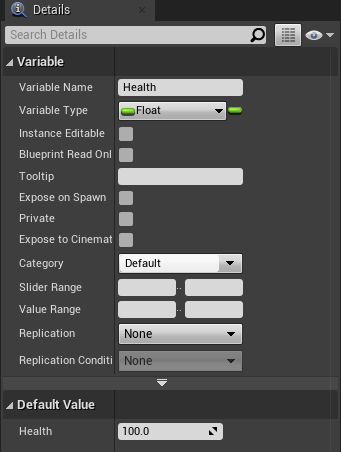 Details
Search Details
Variable
Variable Name Health
Variable Type Float
Instance Editable
Blueprint Read Onl
Tooltip
Expose on Spawn
Private
Expose to Cinemat
Category Default
Slider Range ..
Value Range ..
Replication None
Replication Conditi None
Default Value
Health 100.0